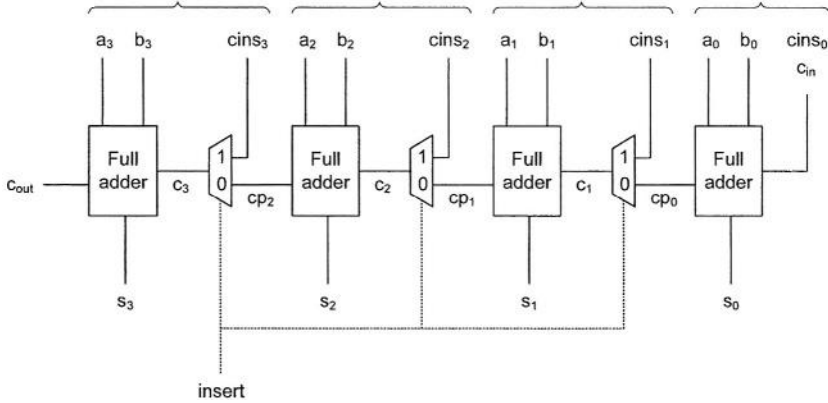 a3 b3 cins3 a2 b2 cins2 a1 b1 cins1 a0 b0 cins0
cin
Full adder 1 0 Full adder 1 0 Full adder 1 0 Full adder
cout c3 cp2 c2 cp1 c1 cp0
s3 s2 s1 s0
insert